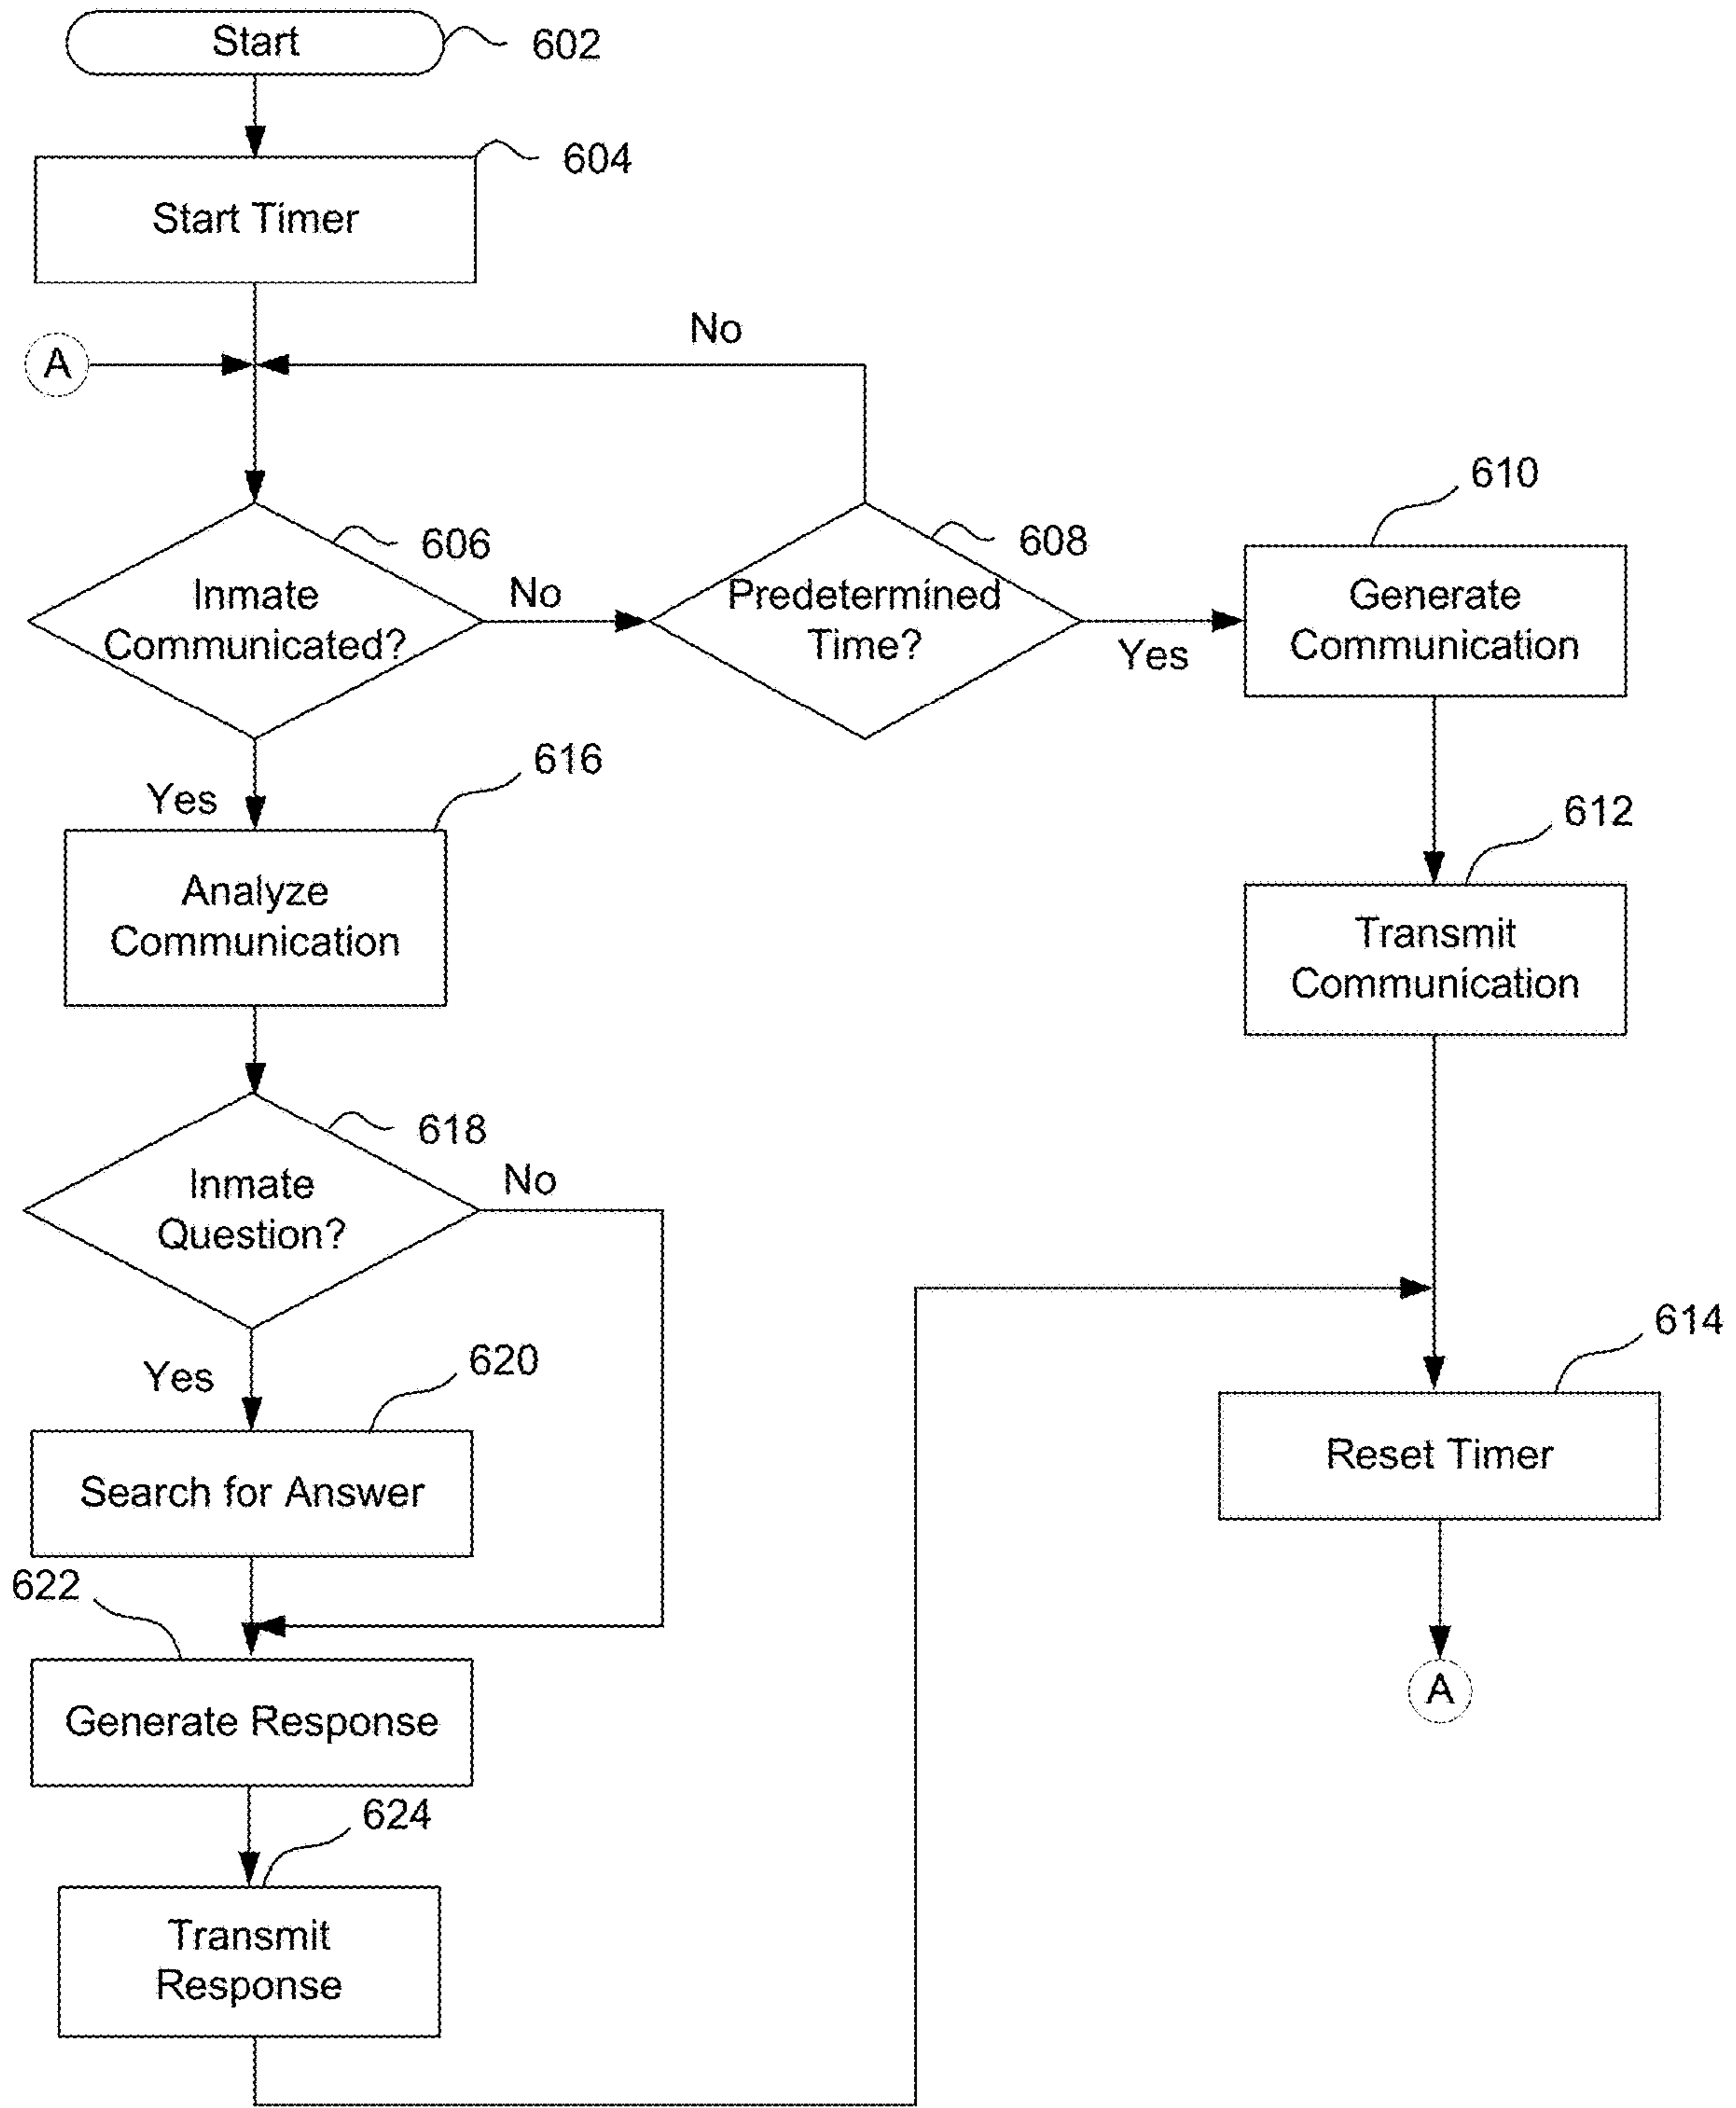 Start
602
604
Start Timer
No
A
610
606
608
Inmate
Communicated?
No
Predetermined
Time?
Yes
Generate
Communication
616
Yes
612
Analyze
Communication
Transmit
Communication
618
Inmate
Question?
No
614
Yes
620
Reset Timer
Search for Answer
622
A
Generate Response
624
Transmit
Response